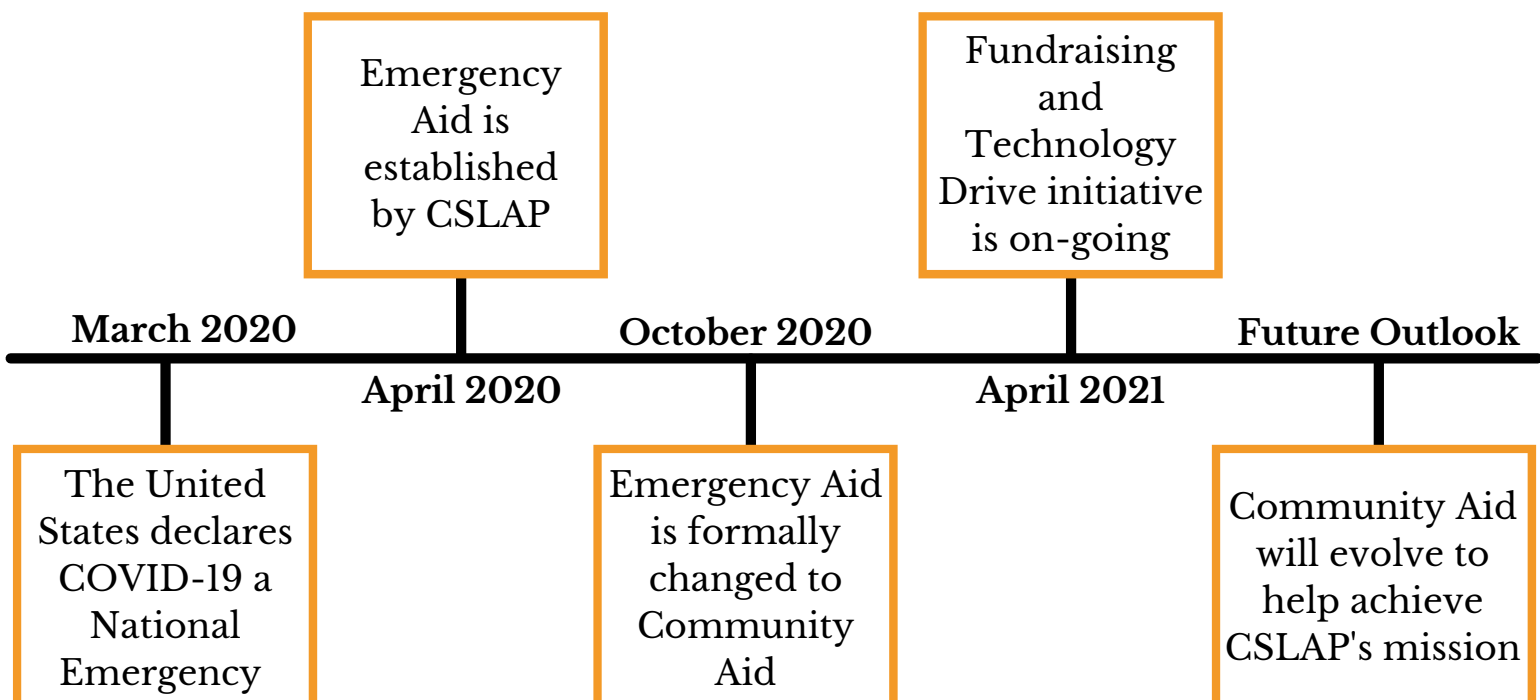 March 2020
The United
States declares
COVID-19 a
National
Emergency
Emergency
Aid is
established
by CSLAP
April 2020
October 2020
Emergency Aid
is formally
changed to
Community
Aid
Fundraising
and
Technology
Drive initiative
is on-going
April 2021
Future Outlook
Community Aid
will evolve to
help achieve
CSLAP's mission